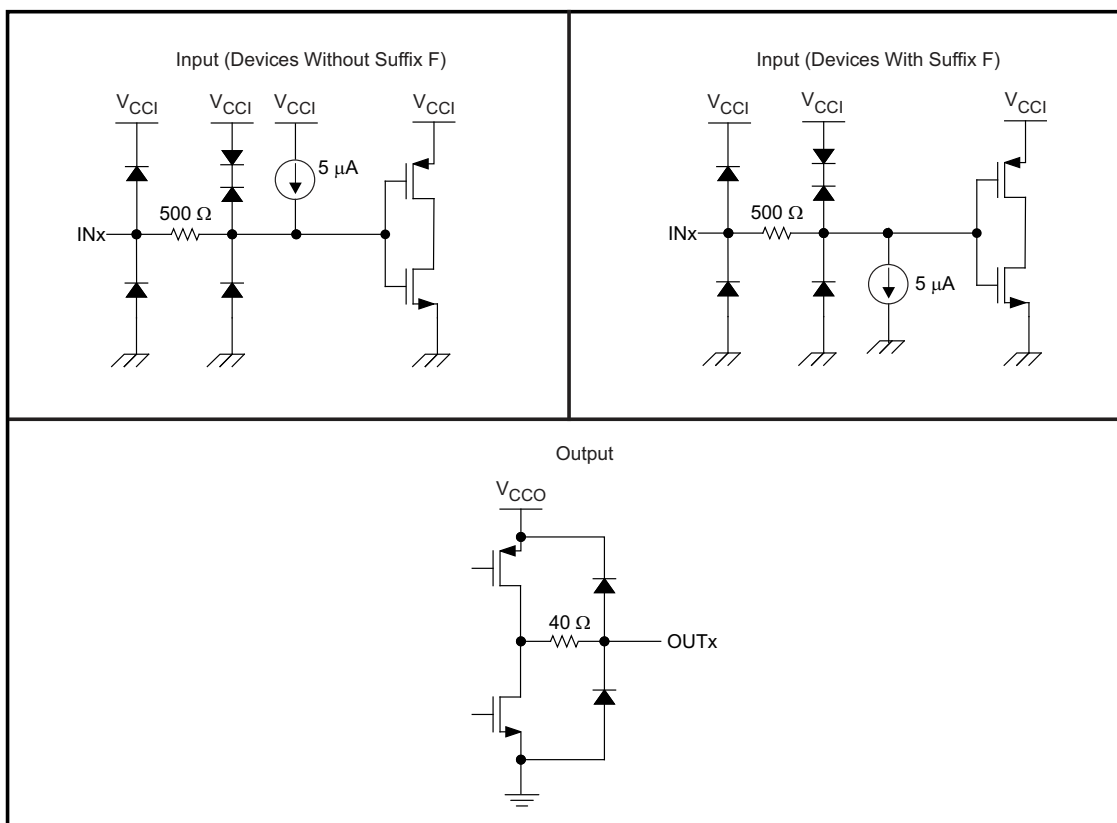 Input (Devices Without Suffix F)
VCCI VCCI VCCI VCCI
5 μA
500 Ω
INx
Input (Devices With Suffix F)
VCCI VCCI VCCI
500 Ω
INx
5 μA
Output
VCCO
40 Ω
OUTx